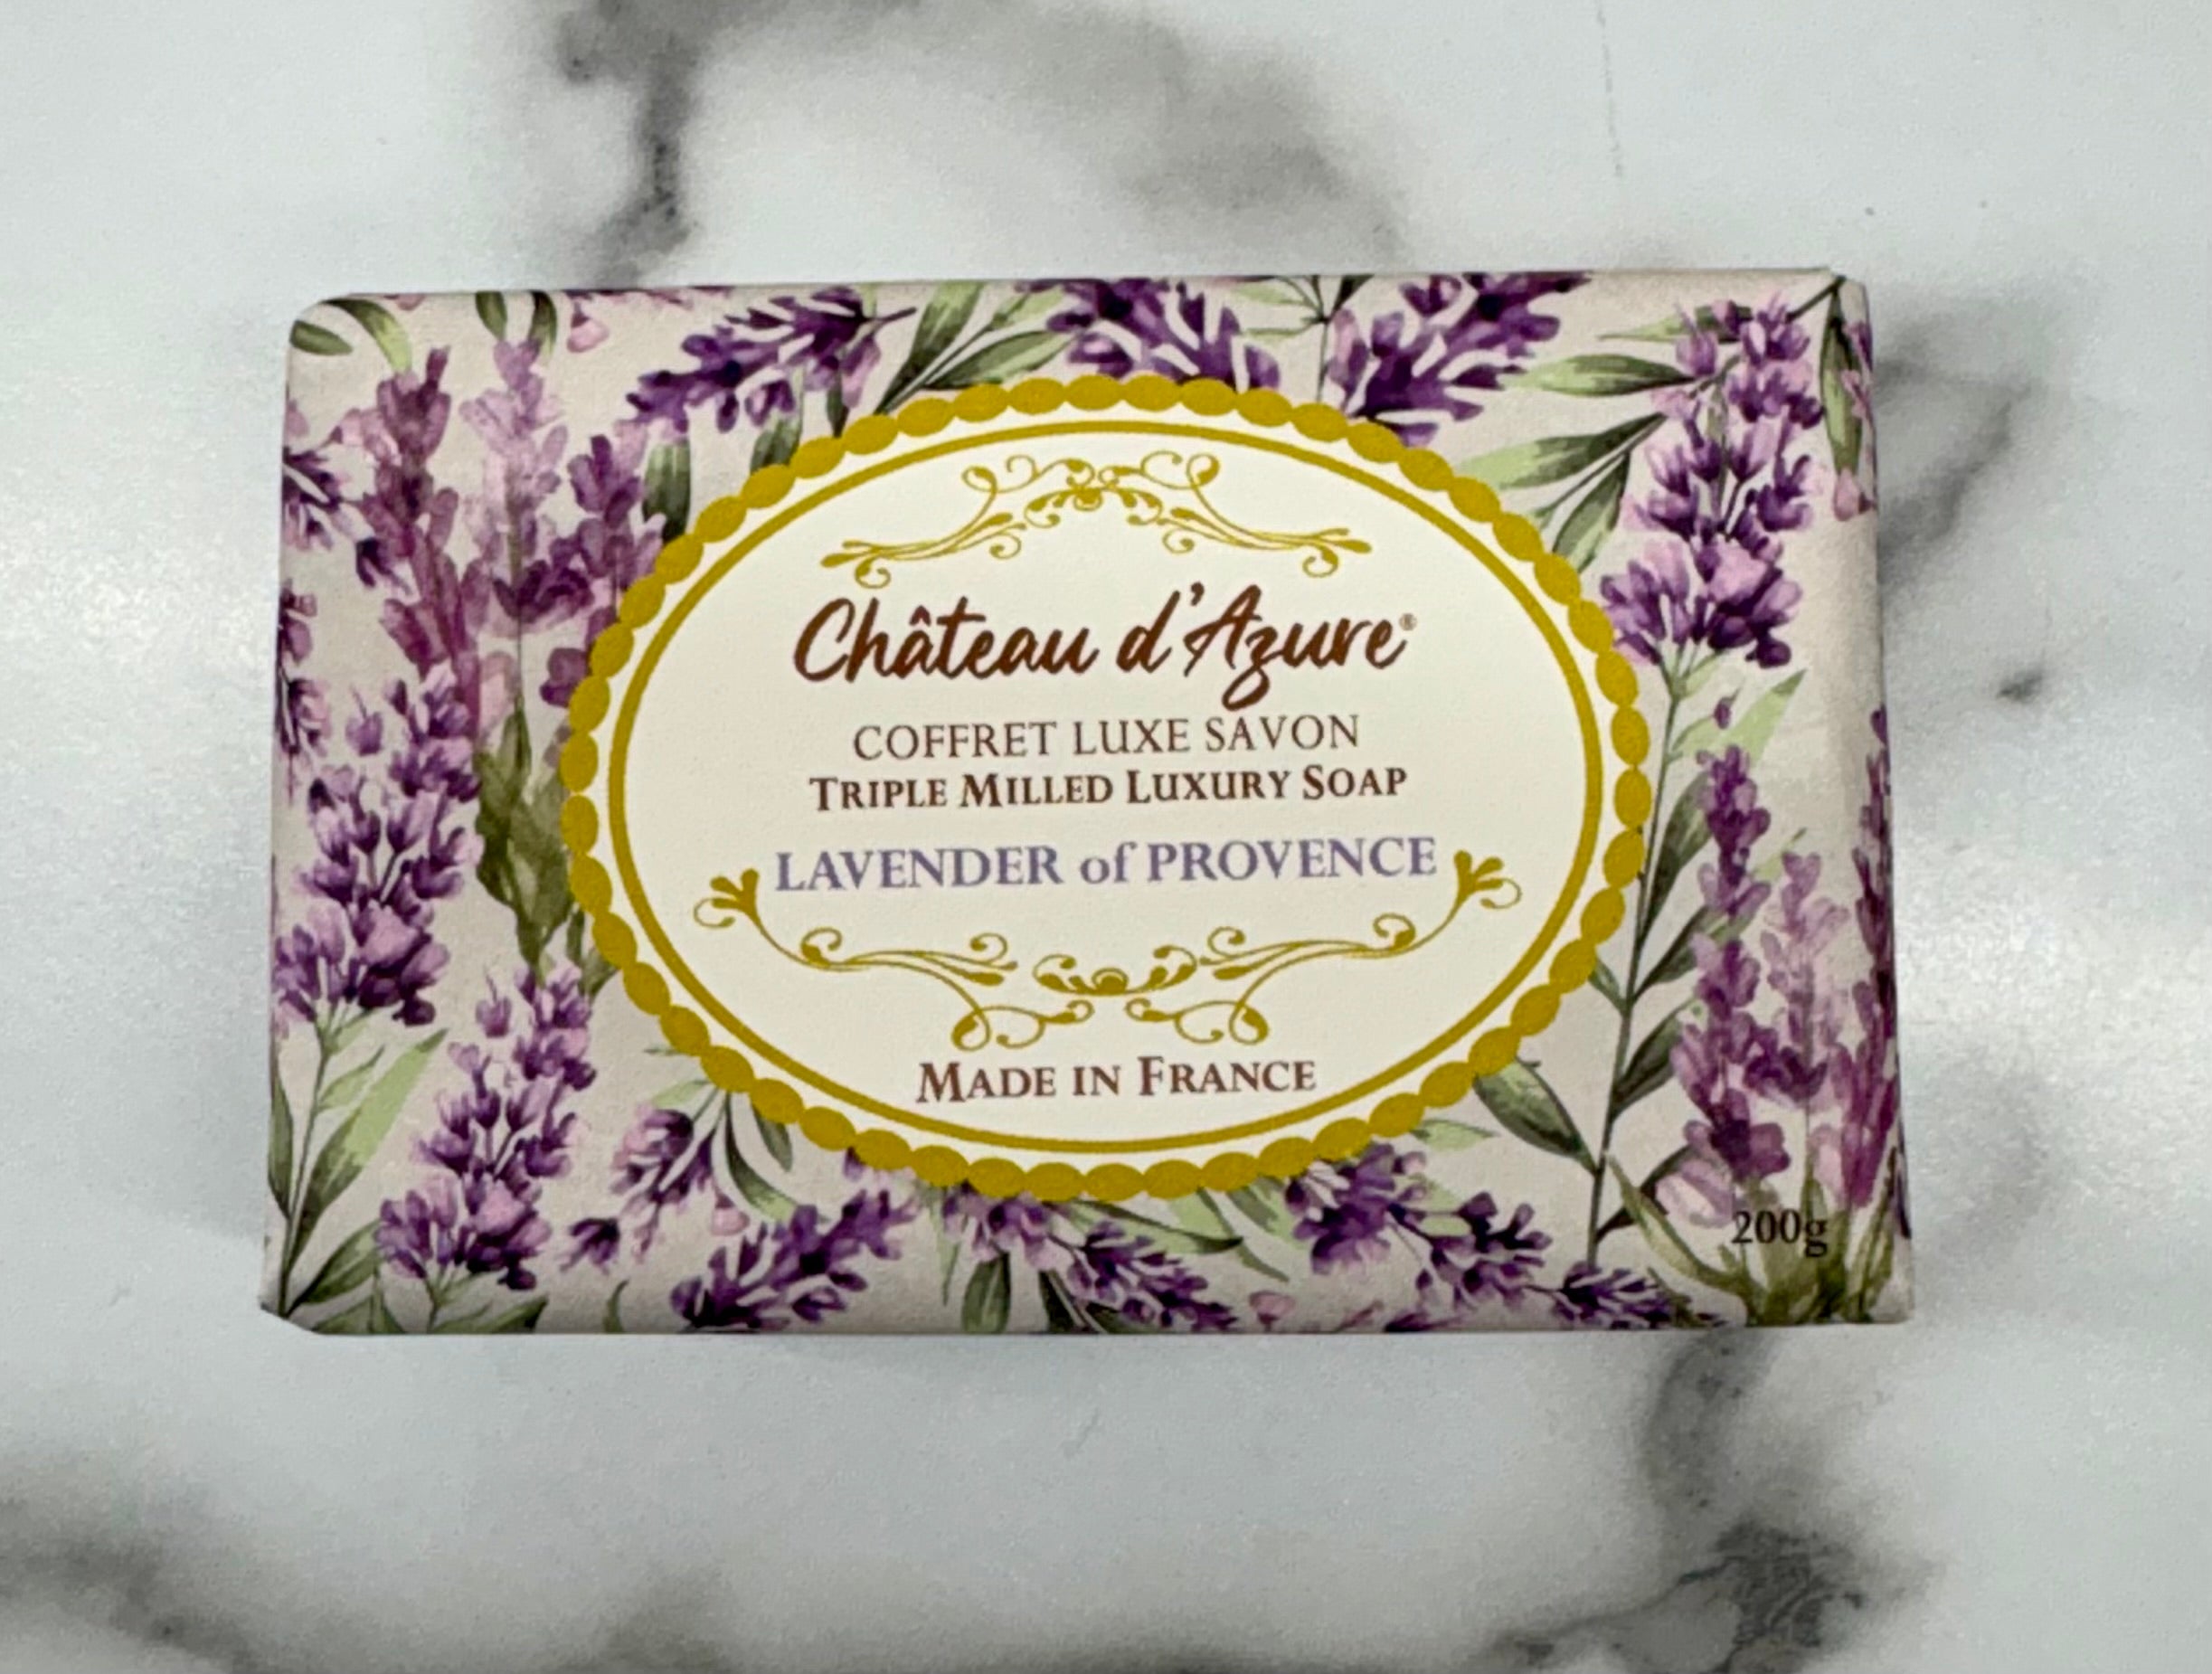 Château d'Azure®
COFFRET LUXE SAVON
TRIPLE MILLED LUXURY SOAP
LAVENDER of PROVENCE
MADE IN FRANCE
200g